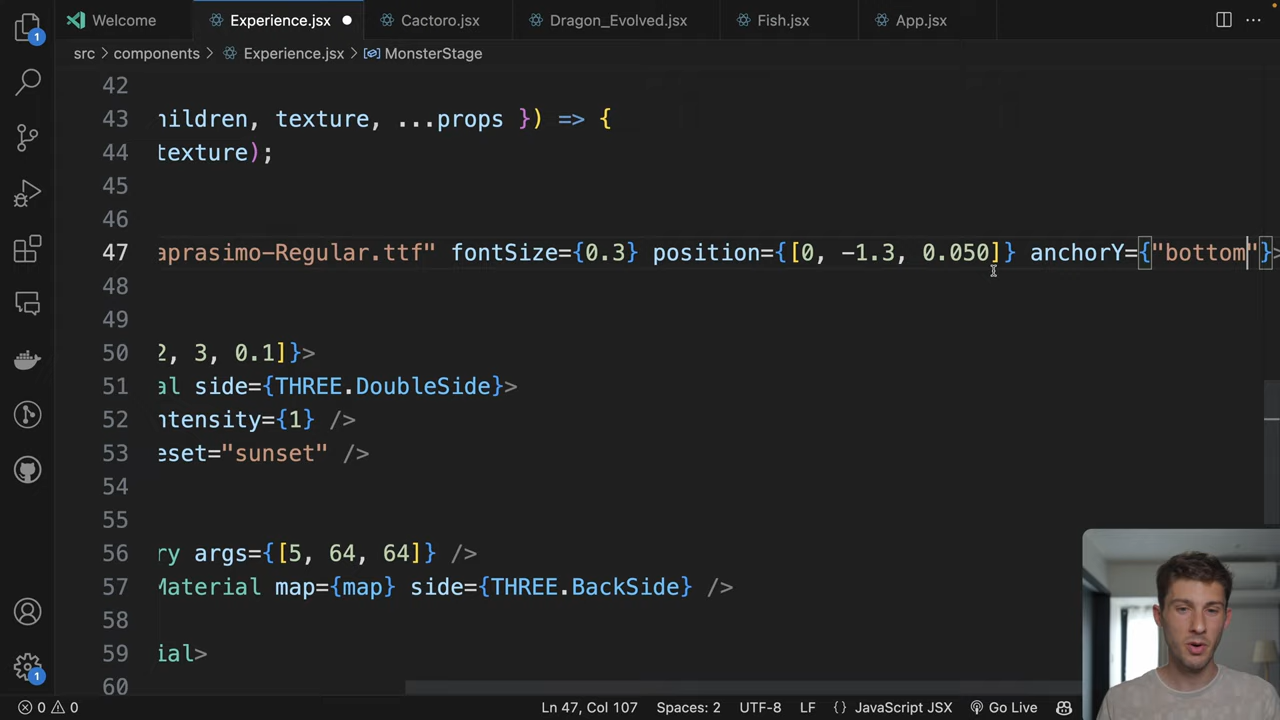 Welcome
Experience.jsx
Cactoro.jsx
Dragon_Evolved.jsx
Fish.jsx
App.jsx
src > components > Experience.jsx > MonsterStage
42
43 hildren, texture, ...props }) => {
44 texture);
45
46
47 aprasimo-Regular.ttf" fontSize={0.3} position={[0, -1.3, 0.050]} anchorY={"bottom"}>
48
49
50 2, 3, 0.1]}>
51 al side={THREE.DoubleSide}>
52 ntensity={1} />
53 eset="sunset" />
54
55
56 ry args={[5, 64, 64]} />
57 Material map={map} side={THREE.BackSide} />
58
59 ial>
60
1
1
0 0
Ln 47, Col 107
Spaces: 2
UTF-8
LF
{} JavaScript JSX
Go Live